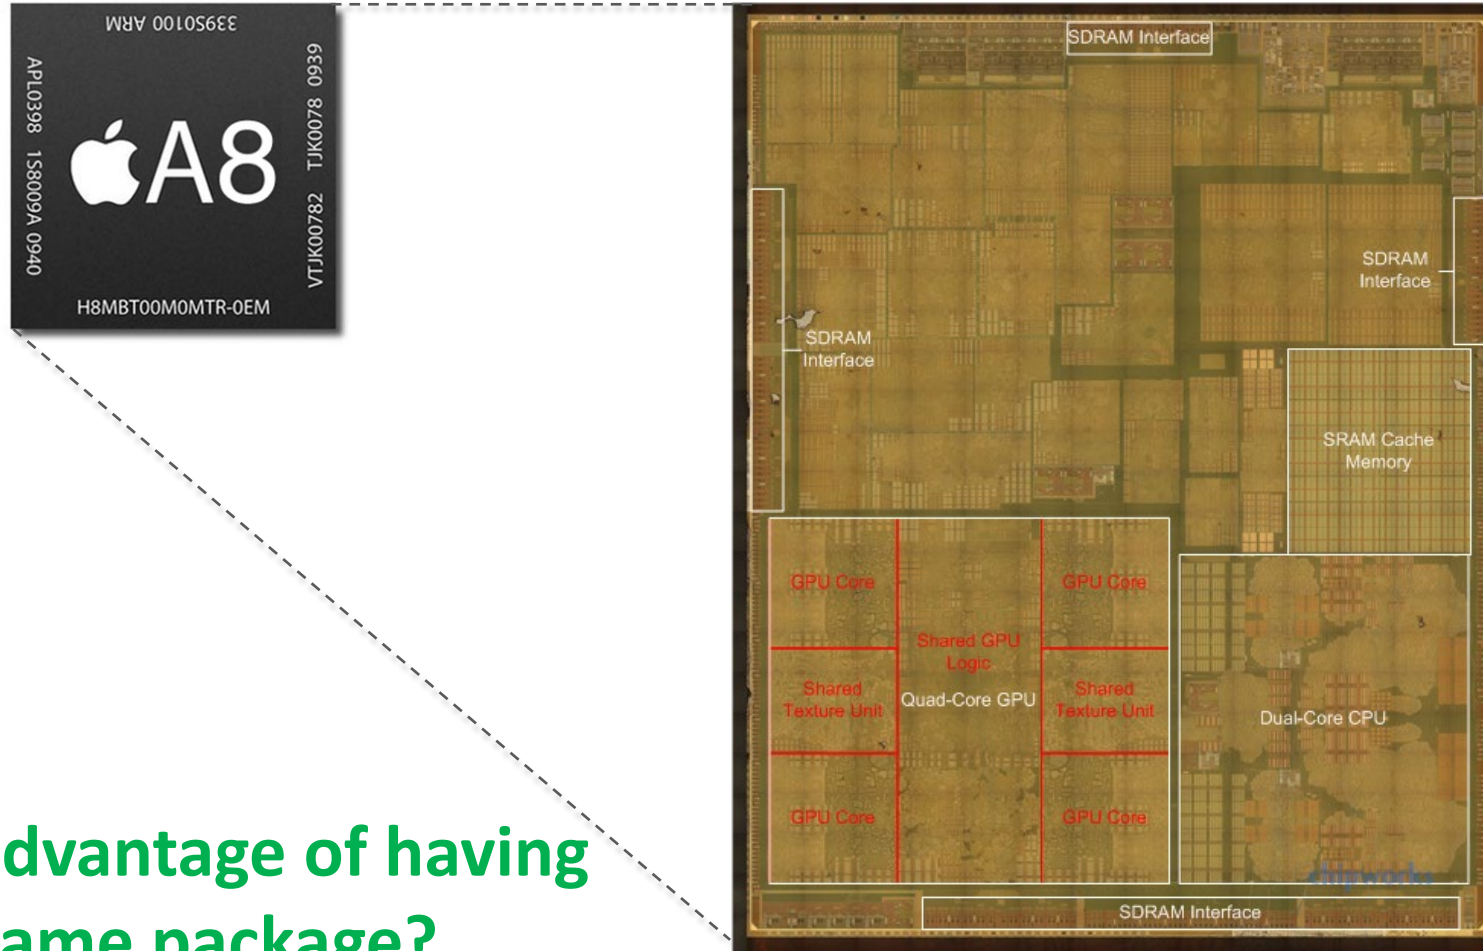 339S0100 ARM
APL0398 1S8009A 0940
A8
VTJK00782 TJK0078 0939
H8MBT00M0MTR-0EM
SDRAM Interface
SDRAM
Interface
SDRAM
Interface
SRAM Cache
Memory
GPU Core
GPU Core
Shared GPU
Logic
Shared
Texture Unit
Quad-Core GPU
Shared
Texture Unit
Dual-Core CPU
GPU Core
GPU Core
chipworks
SDRAM Interface
dvantage of having
ame package?